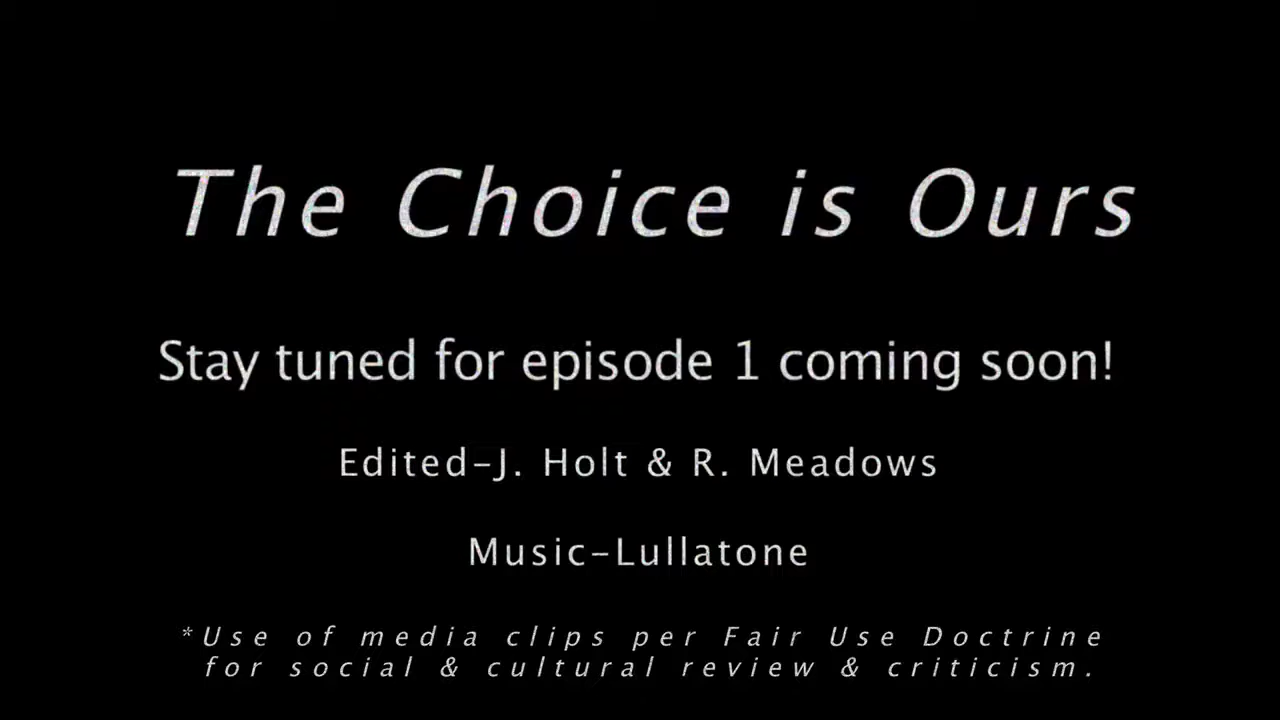 The Choice is Ours
Stay tuned for episode 1 coming soon!
Edited-J. Holt & R. Meadows
Music-Lullatone
*Use of media clips per Fair Use Doctrine
for social & cultural review & criticism.